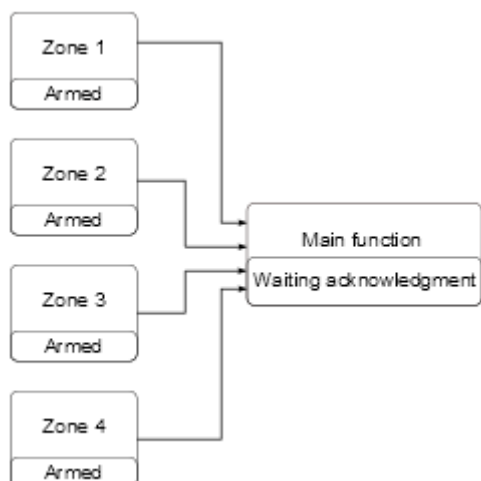 Zone 1
Armed
Zone 2
Armed
Zone 3
Armed
Zone 4
Armed
Main function
Waiting acknowledgment